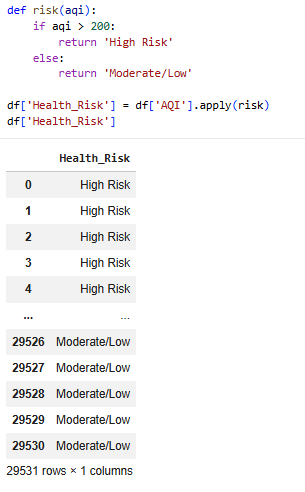 def risk(aqi):
    if aqi > 200:
        return 'High Risk'
    else:
        return 'Moderate/Low'
df['Health_Risk'] = df['AQI'].apply(risk)
df['Health_Risk']
Health_Risk
0 High Risk
1 High Risk
2 High Risk
3 High Risk
4 High Risk
... ...
29526 Moderate/Low
29527 Moderate/Low
29528 Moderate/Low
29529 Moderate/Low
29530 Moderate/Low
29531 rows × 1 columns